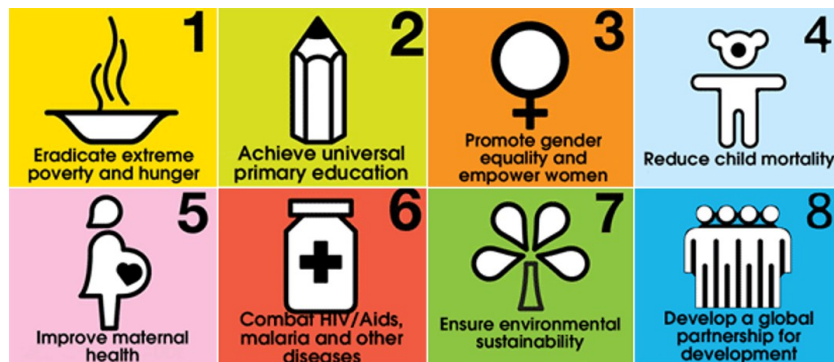 1
Eradicate extreme
poverty and hunger
2
Achieve universal
primary education
3
Promote gender
equality and
empower women
4
Reduce child mortality
5
Improve maternal
health
6
Combat HIV/Aids,
malaria and other
diseases
7
Ensure environmental
sustainability
8
Develop a global
partnership for
development